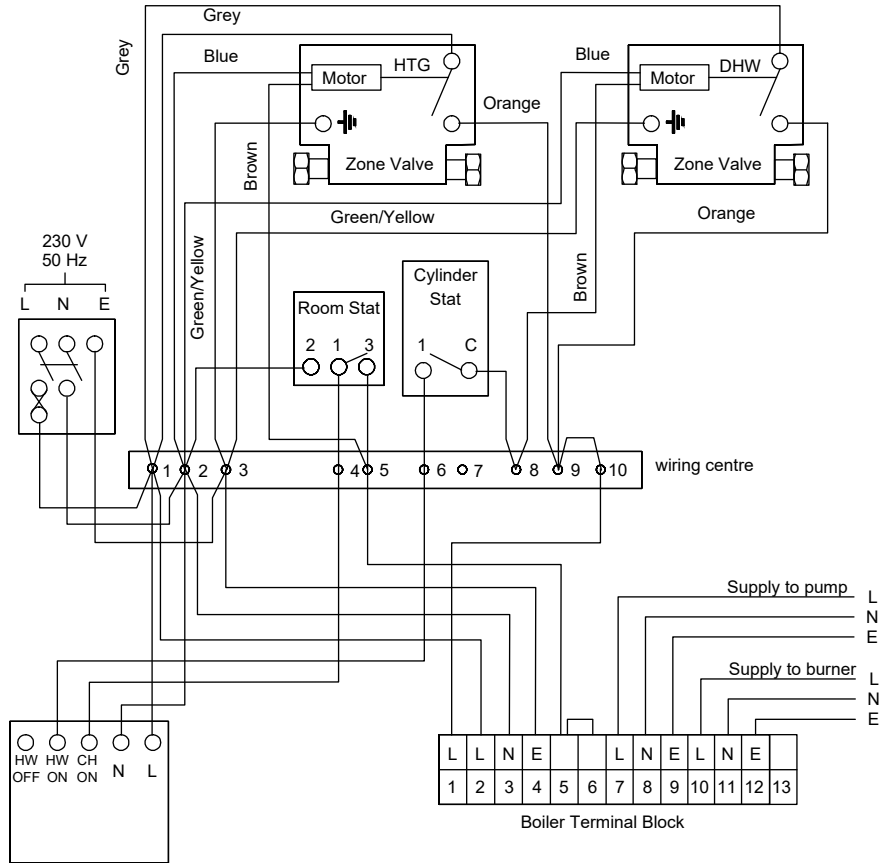 Grey
Grey
Blue
HTG
Motor
Orange
Brown
Zone Valve
Blue
DHW
Motor
Zone Valve
Green/Yellow
Orange
Green/Yellow
Brown
230 V
50 Hz
L N E
Room Stat
2 1 3
Cylinder
Stat
1 C
1 2 3 4 5 6 7 8 9 10
wiring centre
Supply to pump
L
N
E
Supply to burner
L
N
E
HW
OFF
HW
ON
CH
ON
N
L
L L N E L N E L N E
1 2 3 4 5 6 7 8 9 10 11 12 13
Boiler Terminal Block